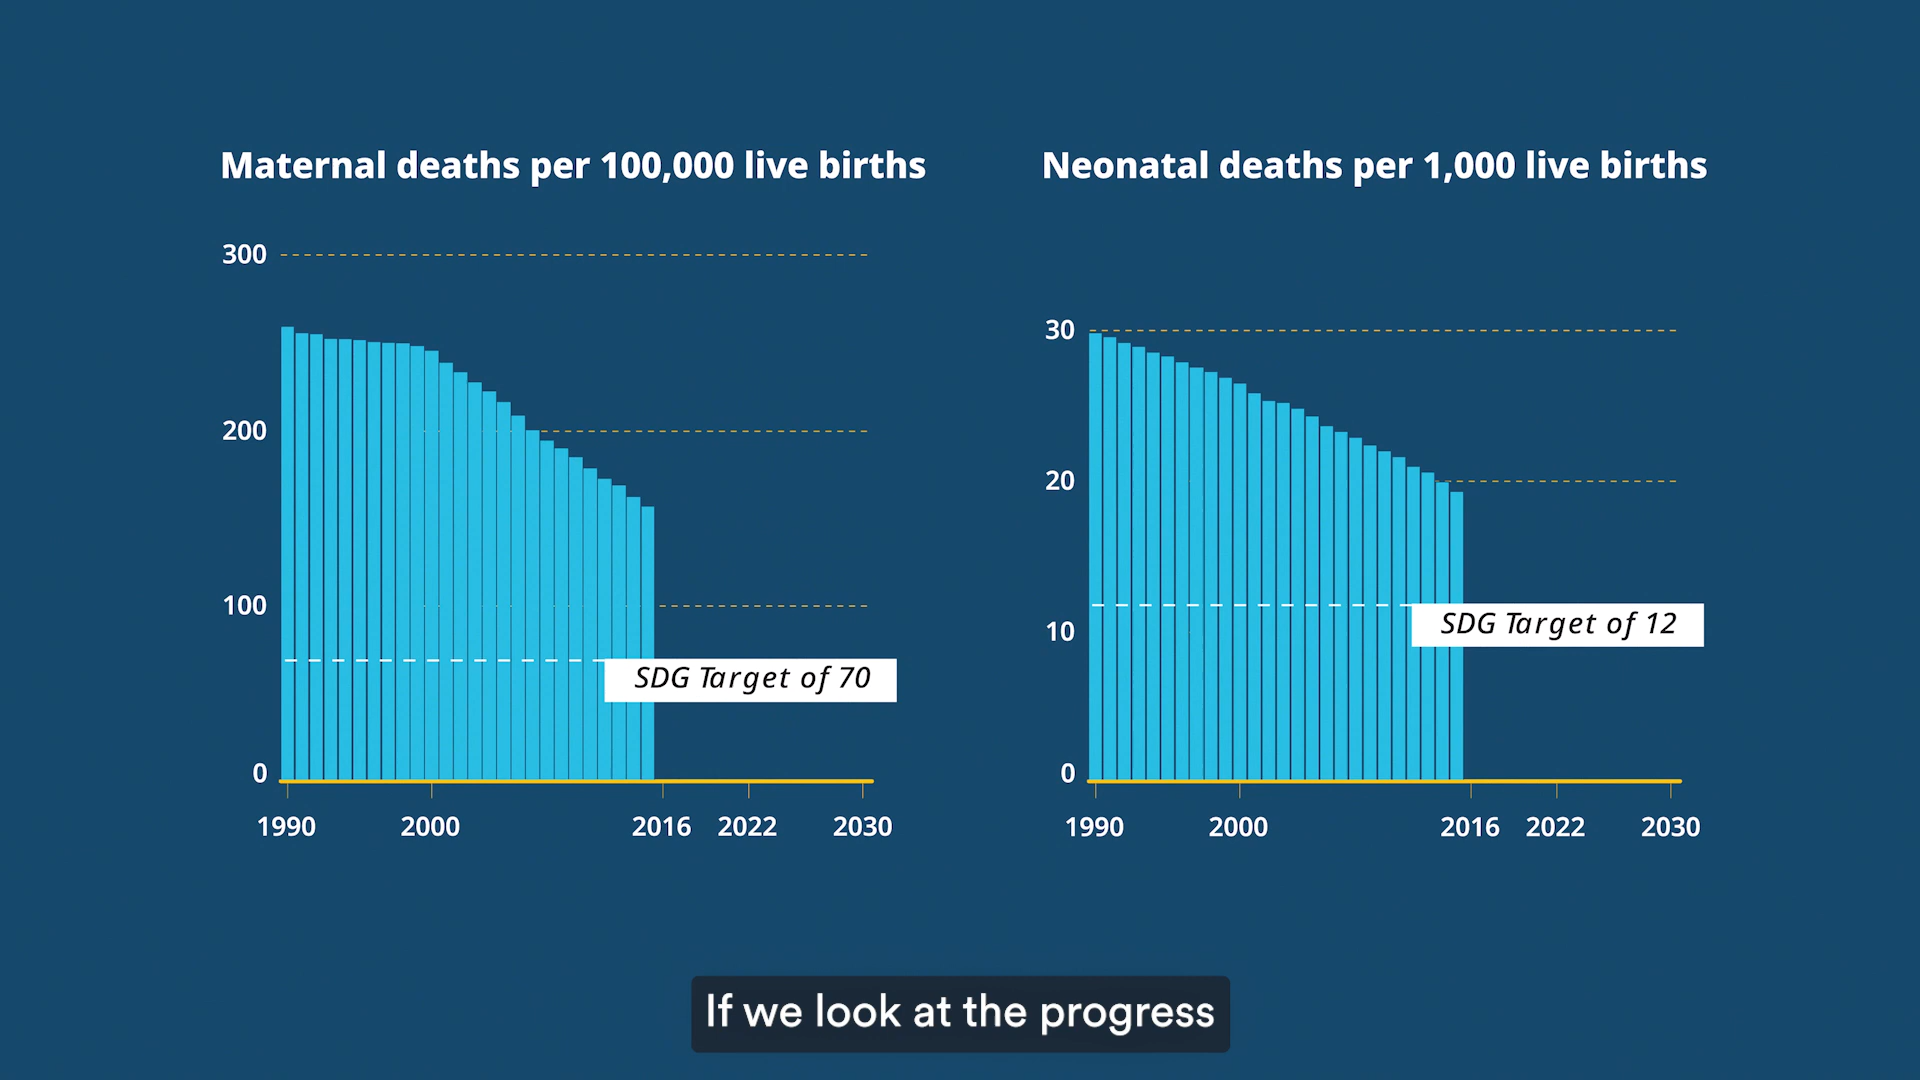 Maternal deaths per 100,000 live births
300
200
100
0
SDG Target of 70
1990 2000 2016 2022 2030
Neonatal deaths per 1,000 live births
30
20
10
0
SDG Target of 12
1990 2000 2016 2022 2030
If we look at the progress